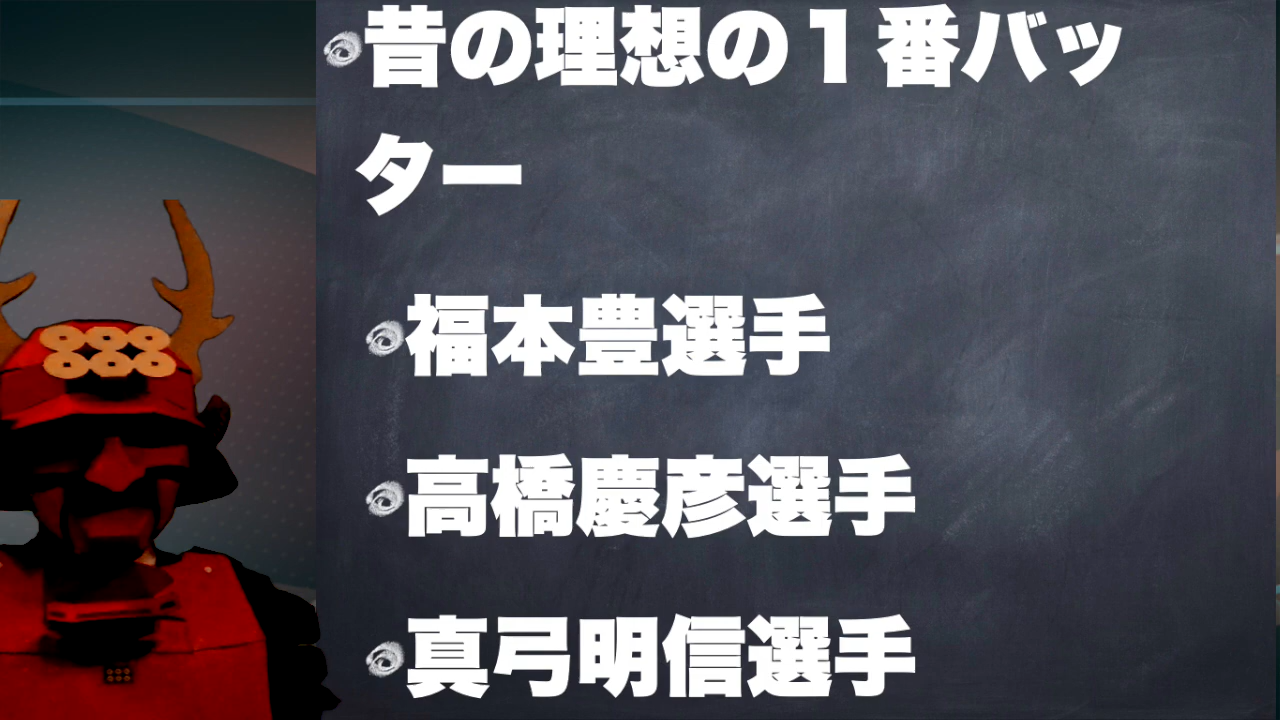 昔の理想の１番バッ
ター
福本豊選手
高橋慶彦選手
真弓明信選手